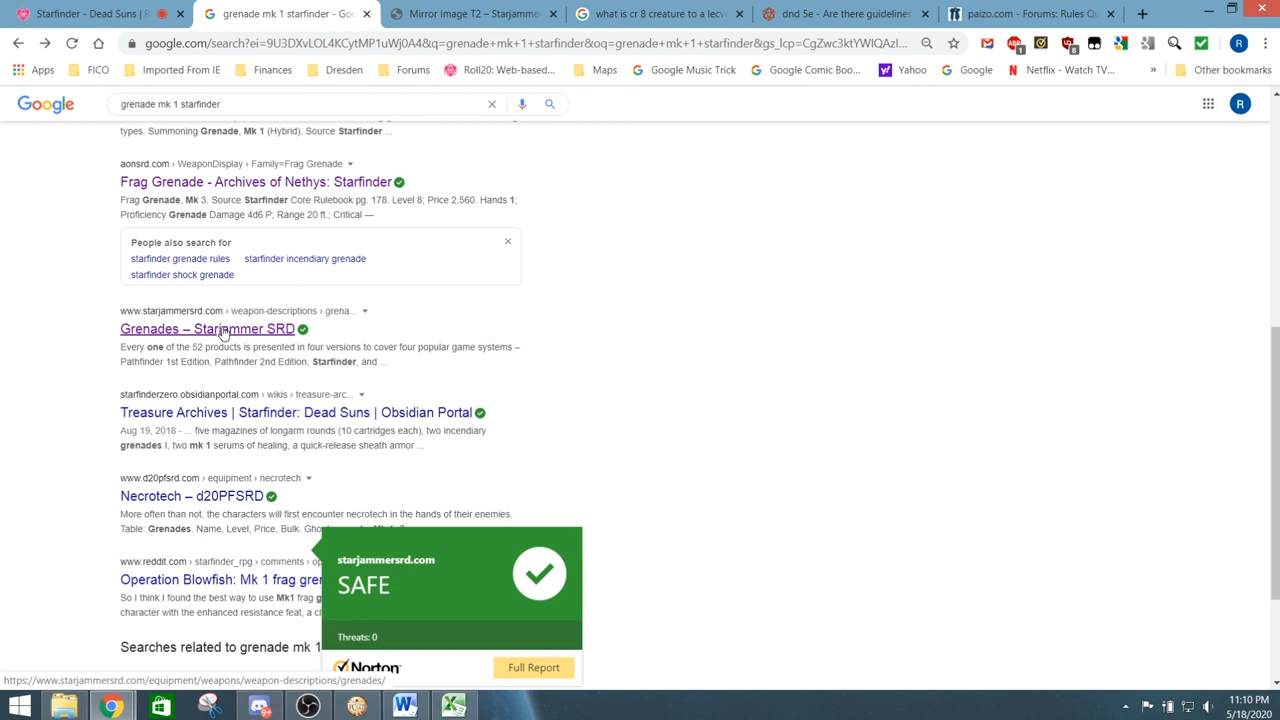 Starfinder - Dead Suns | R
grenade mk 1 starfinder - Goo
Mirror Image T2 – Starjammer
what is cr 8 creature to a lecve
dnd 5e - Are there guidelines
paizo.com - Forums: Rules Qu
google.com/search?ei=9U3DXvLOL4KCytMP1uWj0A4&q=grenade+mk+1+starfinder&oq=grenade+mk+1+starfinder&gs_lcp=CgZwc3ktYWIQAzI...
Apps
FICO
Imported From IE
Finances
Dresden
Forums
Roll20: Web-based...
Maps
Google Music Trick
Google Comic Boo...
Yahoo
Google
Netflix - Watch TV...
»
Other bookmarks
Google
grenade mk 1 starfinder
R
types. Summoning Grenade, Mk 1 (Hybrid). Source Starfinder ...
aonsrd.com › WeaponDisplay › Family=Frag Grenade
Frag Grenade - Archives of Nethys: Starfinder
Frag Grenade, Mk 3. Source Starfinder Core Rulebook pg. 178. Level 8; Price 2,560. Hands 1;
Proficiency Grenade Damage 4d6 P; Range 20 ft.; Critical —
People also search for
starfinder grenade rules
starfinder incendiary grenade
starfinder shock grenade
www.starjammersrd.com › weapon-descriptions › grena...
Grenades – Starjammer SRD
Every one of the 52 products is presented in four versions to cover four popular game systems –
Pathfinder 1st Edition, Pathfinder 2nd Edition, Starfinder, and ...
starfinderzero.obsidianportal.com › wikis › treasure-arc...
Treasure Archives | Starfinder: Dead Suns | Obsidian Portal
Aug 19, 2018 - ... five magazines of longarm rounds (10 cartridges each), two incendiary
grenades I, two mk 1 serums of healing, a quick-release sheath armor ...
www.d20pfsrd.com › equipment › necrotech
Necrotech – d20PFSRD
More often than not, the characters will first encounter necrotech in the hands of their enemies.
Table: Grenades. Name, Level, Price, Bulk.
www.reddit.com › starfinder_rpg › comments
Operation Blowfish: Mk 1 frag gren
So I think I found the best way to use Mk1 frag
character with the enhanced resistance feat, a c
Searches related to grenade mk 1
starjammersrd.com
SAFE
Threats: 0
Norton
Full Report
https://www.starjammersrd.com/equipment/weapons/weapon-descriptions/grenades/
11:10 PM
5/18/2020